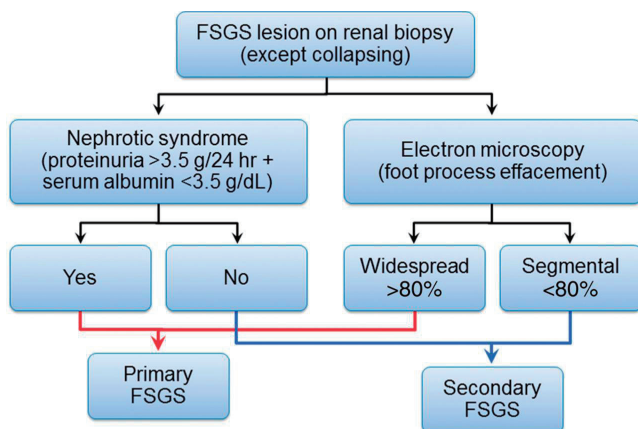 FSGS lesion on renal biopsy
(except collapsing)
Nephrotic syndrome
(proteinuria >3.5 g/24 hr +
serum albumin <3.5 g/dL)
Electron microscopy
(foot process effacement)
Yes
No
Widespread
>80%
Segmental
<80%
Primary
FSGS
Secondary
FSGS